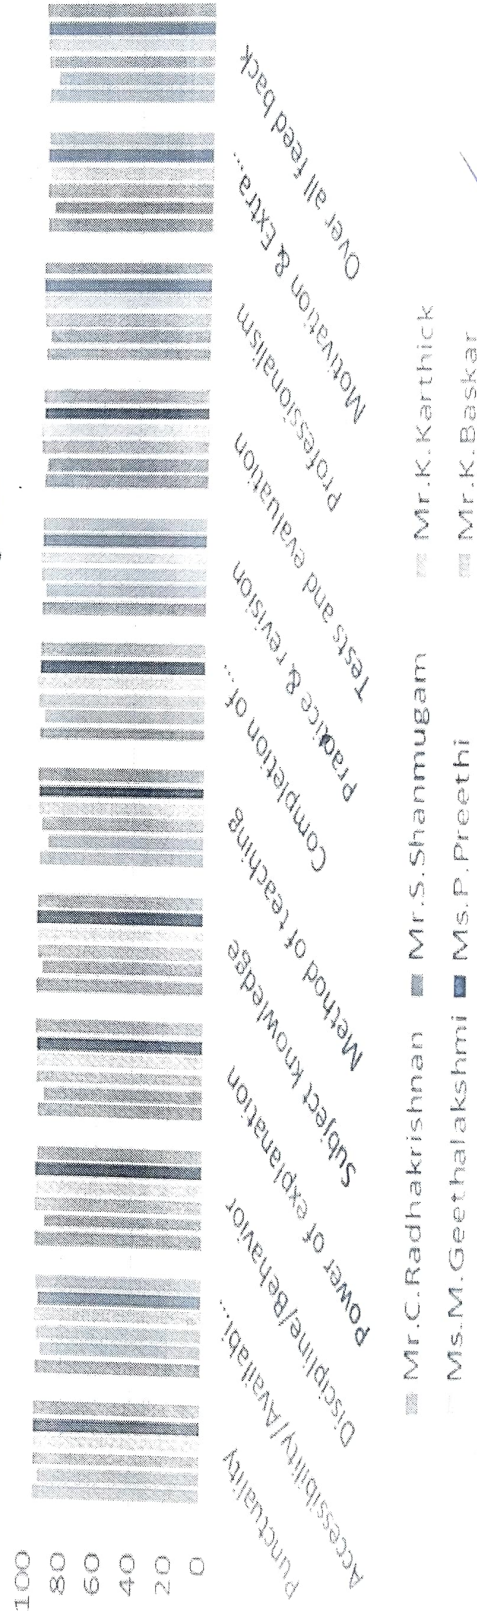 100
80
60
40
20
0
Punctuality
Accessibility/Availabi...
Discipline/Behavior
Power of explanation
Subject knowledge
Method of teaching
Completion of...
practice & revision
Tests and evaluation
Professionalism
Motivation & Extra...
Over all feed back
Mr.C.Radhakrishnan Mr.S.Shanmugam Mr.K.Karthick
Ms.M.Geethalakshmi Ms.P.Preethi Mr.K.Baskar